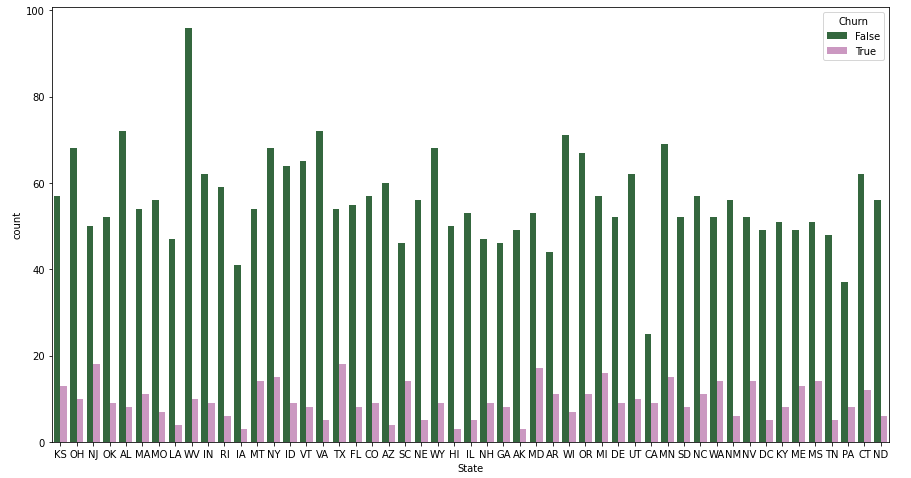 100
80
60
40
20
0
count
Churn
False
True
KS OH NJ OK AL MA MO LA WV IN RI IA MT NY ID VT VA TX FL CO AZ SC NE WY HI IL NH GA AK MD AR WI OR MI DE UT CA MN SD NC WA NM NV DC KY ME MS TN PA CT ND
State